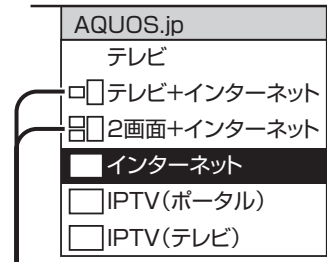 AQUOS.jp
テレビ
テレビ+インターネット
2画面+インターネット
インターネット
IPTV(ポータル)
IPTV(テレビ)